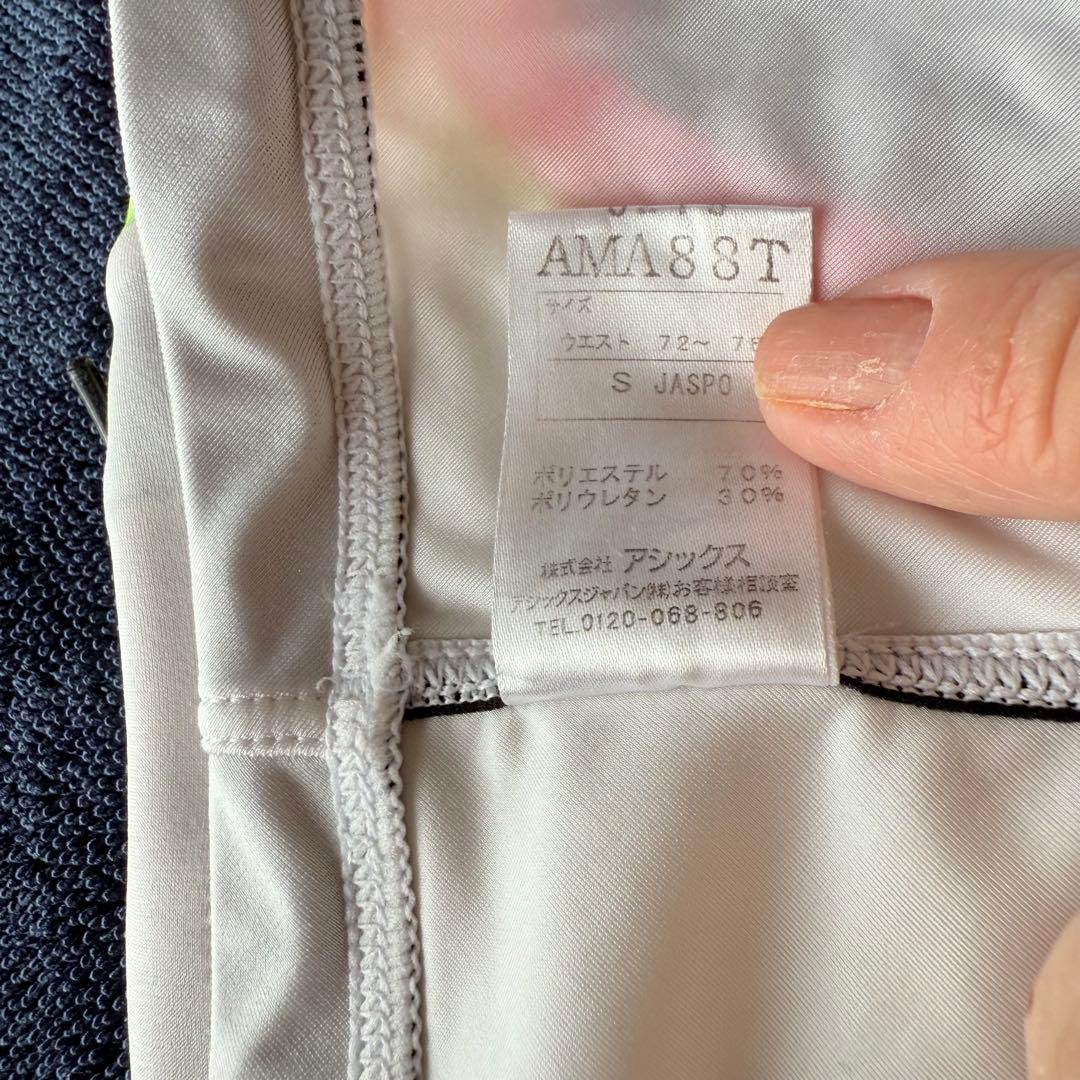 AMA88T
サイズ
ウエスト 72～
S JASPO
ポリエステル 70%
ポリウレタン 30%
株式会社 アシックス
アシックスジャパン(株)お客様相談室
TEL.0120-068-806